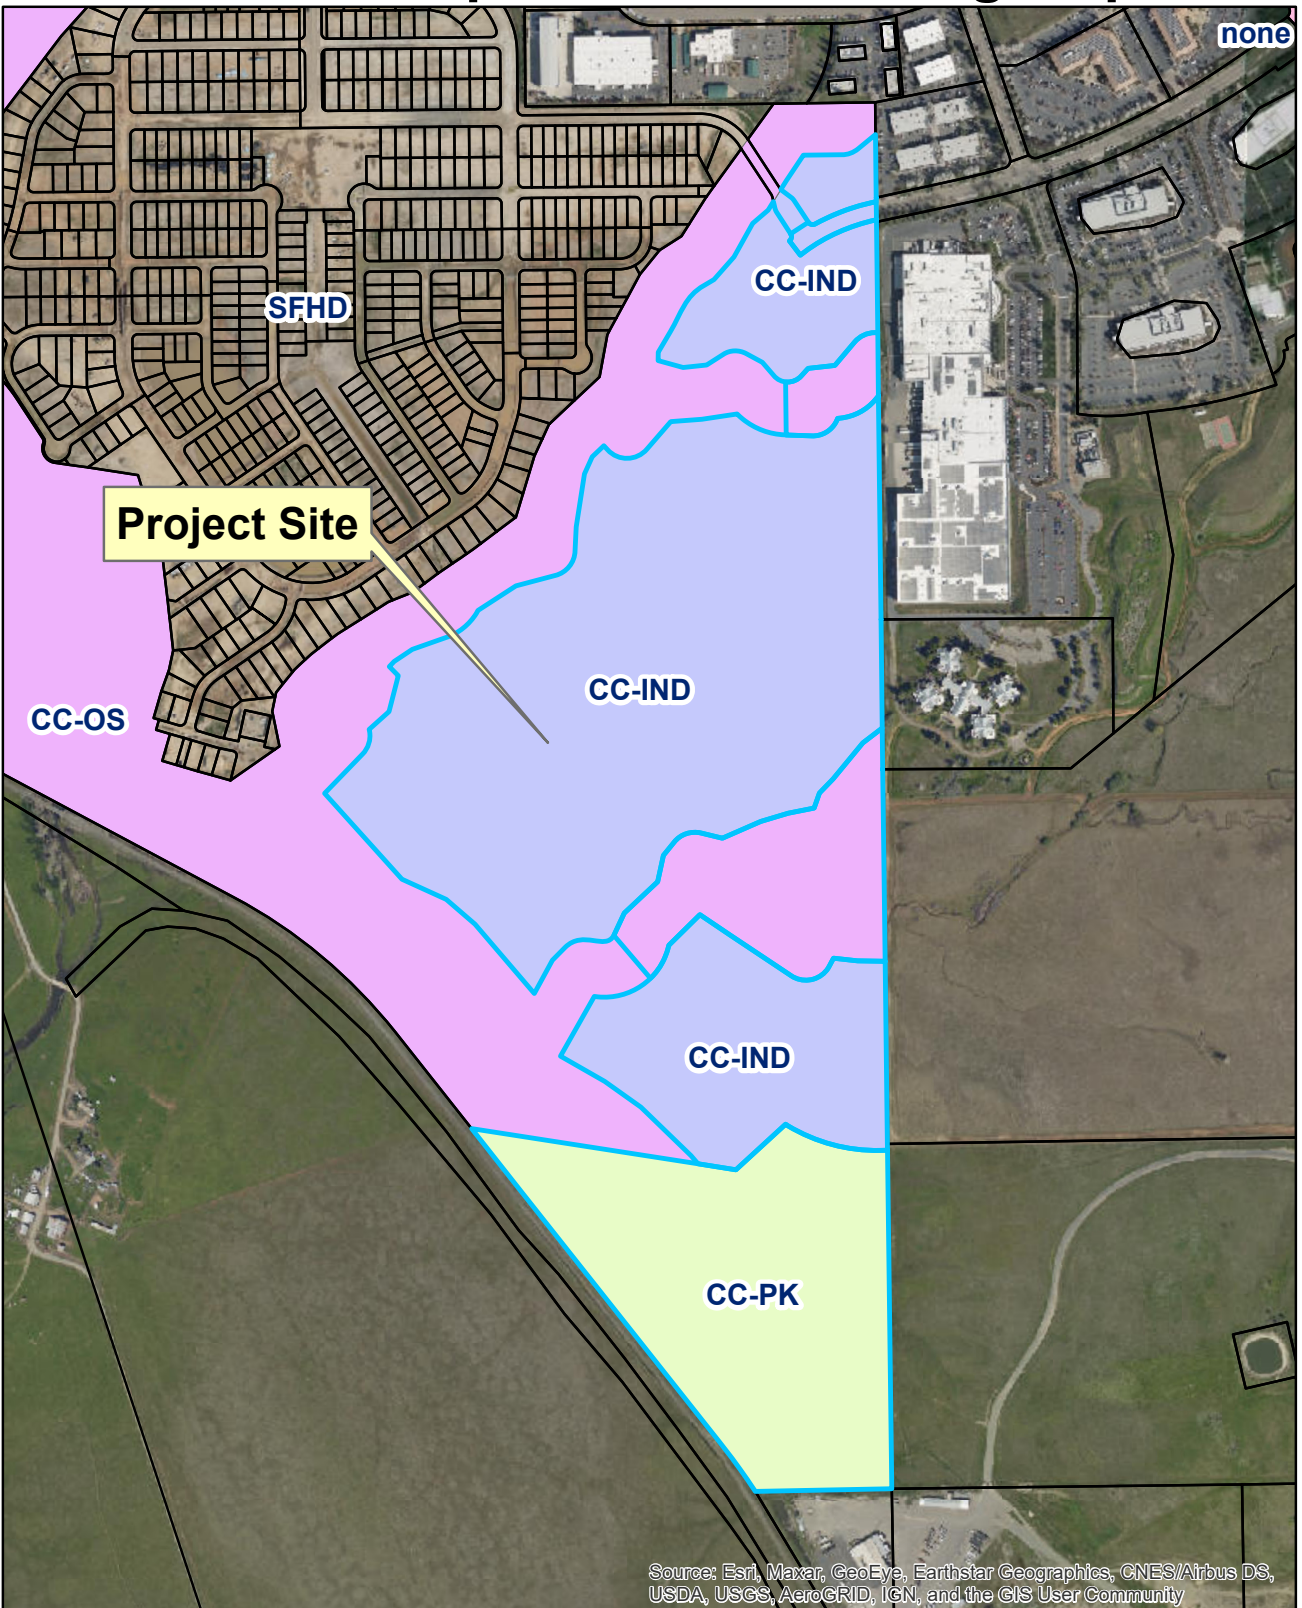 none
CC-IND
SFHD
Project Site
CC-IND
CC-OS
CC-IND
CC-PK
Source: Esri, Maxar, GeoEye, Earthstar Geographics, CNES/Airbus DS,
USDA, USGS, AeroGRID, IGN, and the GIS User Community